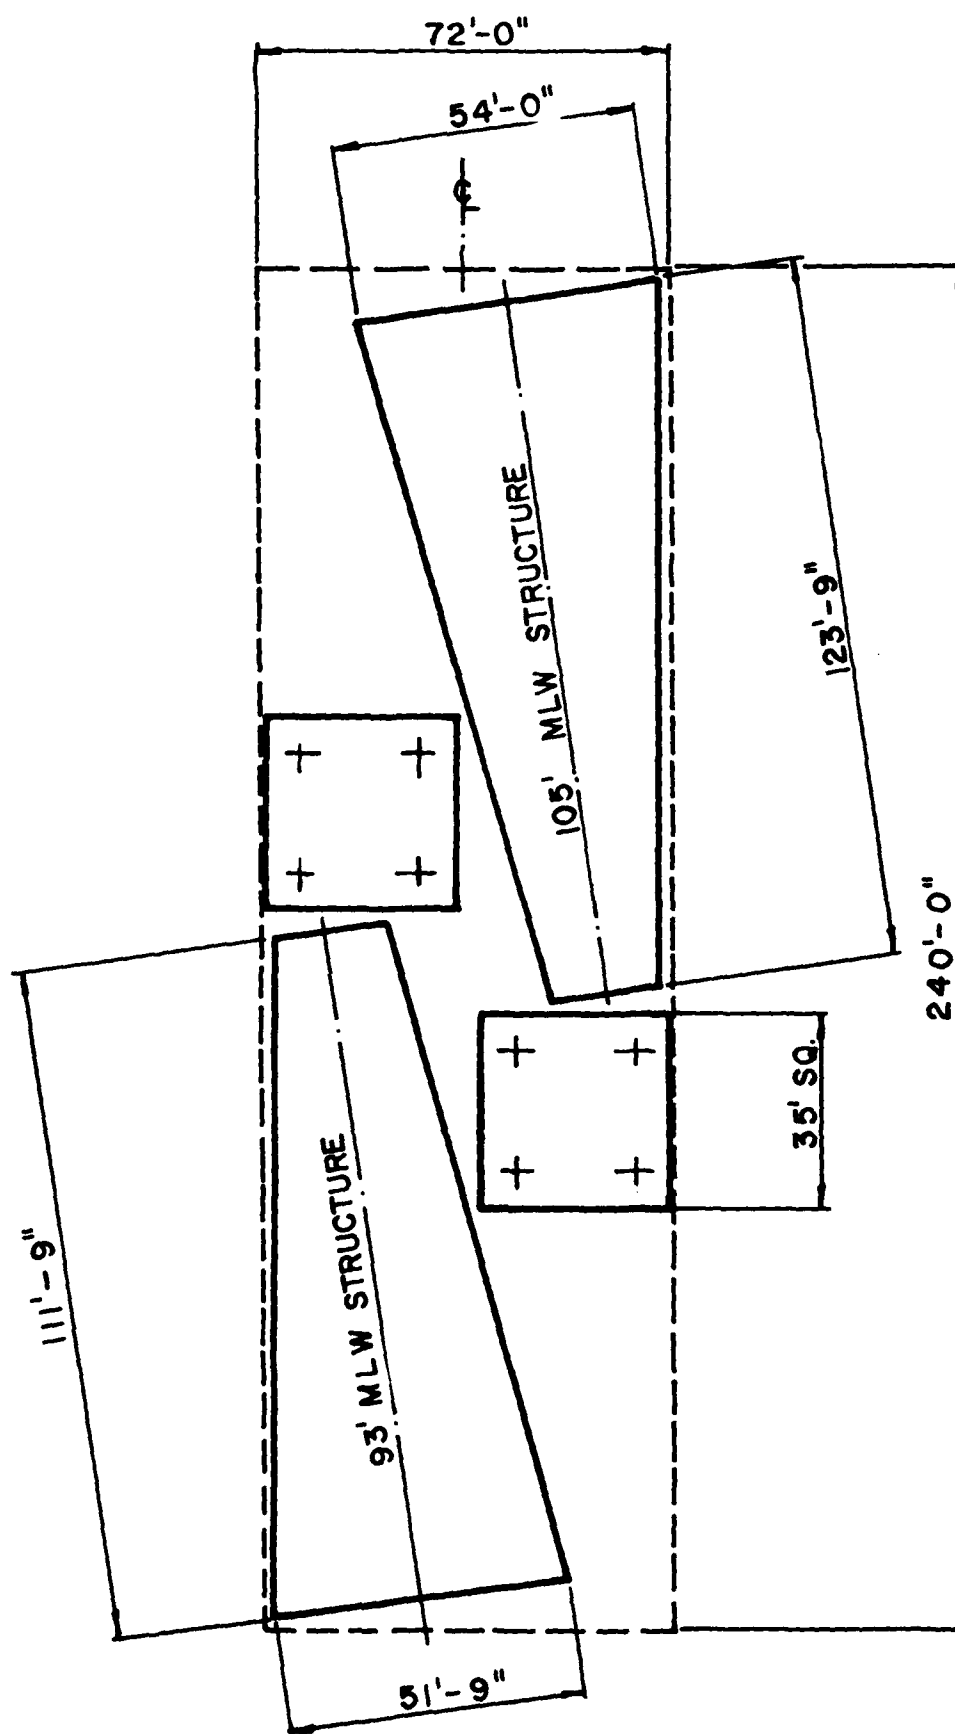 72'-0"
54'-0"
℄
105' MLW STRUCTURE
123'-9"
240'-0"
35' SQ.
93' MLW STRUCTURE
111'-9"
51'-9"